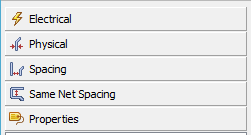 Electrical
Physical
Spacing
Same Net Spacing
Properties